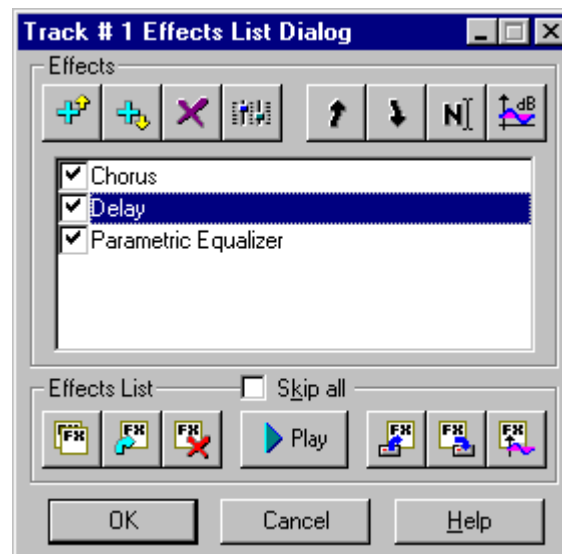 Track # 1 Effects List Dialog
Effects
N dB
Chorus
Delay
Parametric Equalizer
Effects List Skip all
FX FX FX Play FX FX FX
OK Cancel Help